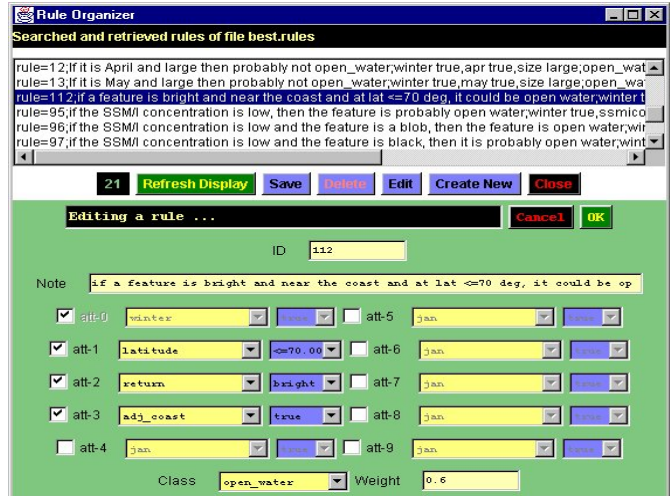 Rule Organizer
Searched and retrieved rules of file best.rules
rule=12;If it is April and large then probably not open_water;winter true,apr true,size large;open_wat
rule=13;If it is May and large then probably not open_water;winter true,may true,size large;open_wa
rule=112;if a feature is bright and near the coast and at lat <=70 deg, it could be open water;winter t
rule=95;if the SSM/I concentration is low, then the feature is probably open water;winter true,ssmico
rule=96;if the SSM/I concentration is low and the feature is a blob, then the feature is open water;wir
rule=97;if the SSM/I concentration is low and the feature is black, then it is probably open water;wint
21 Refresh Display Save Delete Edit Create New Close
Editing a rule ... Cancel OK
ID 112
Note if a feature is bright and near the coast and at lat <=70 deg, it could be op
att-0 winter true att-5 jan true
att-1 latitude <=70.00 att-6 jan true
att-2 return bright att-7 jan true
att-3 adj_coast true att-8 jan true
att-4 jan true att-9 jan true
Class open_water Weight 0.6